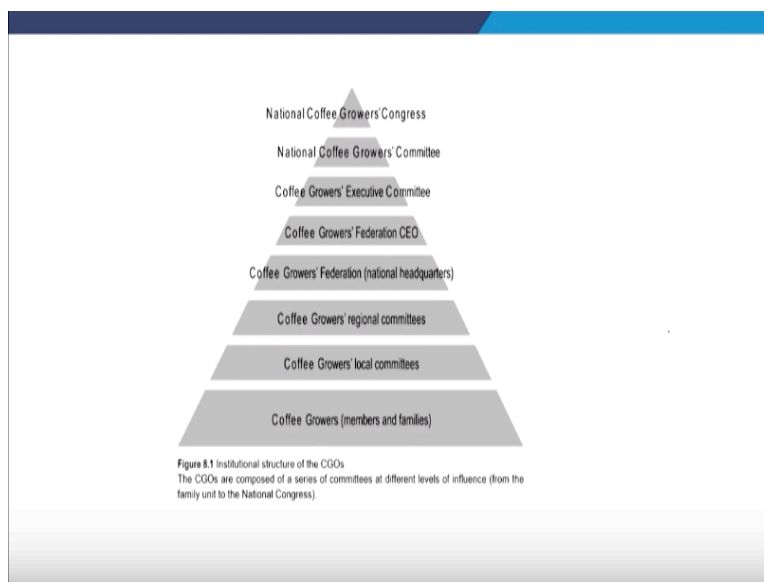 National Coffee Growers' Congress
National Coffee Growers' Committee
Coffee Growers' Executive Committee
Coffee Growers' Federation CEO
Coffee Growers' Federation (national headquarters)
Coffee Growers' regional committees
Coffee Growers' local committees
Coffee Growers (members and families)
Figure 8.1 Institutional structure of the CGOs
The CGOs are composed of a series of committees at different levels of influence (from the
family unit to the National Congress).